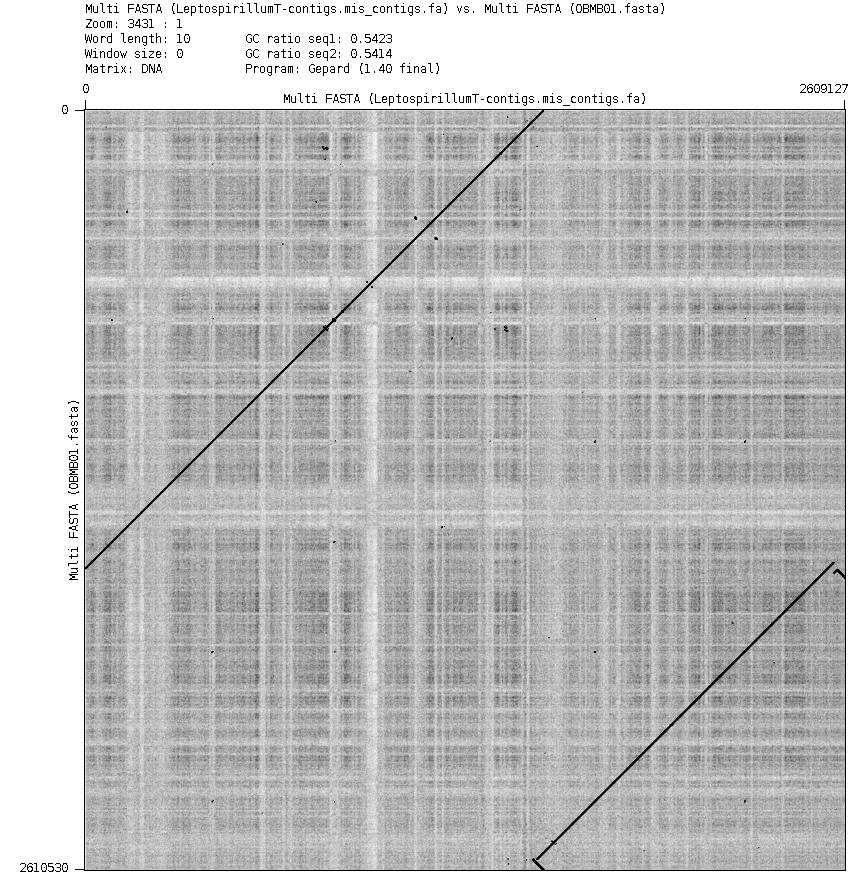 Multi FASTA (LeptospirillumT-contigs.mis_contigs.fa) vs. Multi FASTA (OBMB01.fasta)
Zoom: 3431 : 1
Word length: 10 GC ratio seq1: 0.5423
Window size: 0 GC ratio seq2: 0.5414
Matrix: DNA Program: Gepard (1.40 final)
0 2609127
Multi FASTA (LeptospirillumT-contigs.mis_contigs.fa)
0
Multi FASTA (OBMB01.fasta)
2610530